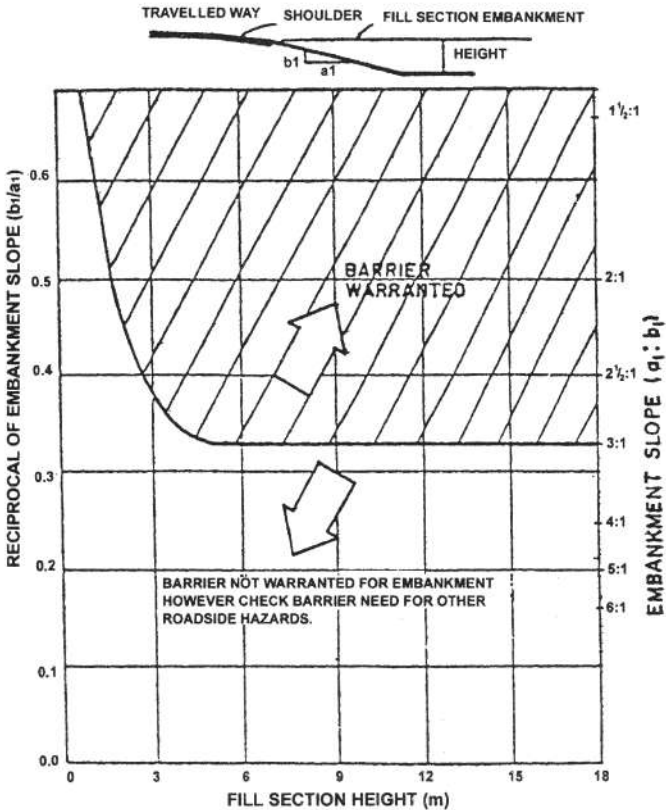 TRAVELLED WAY
SHOULDER
FILL SECTION EMBANKMENT
HEIGHT
b1
a1
RECIPROCAL OF EMBANKMENT SLOPE (b1/a1)
0.6
0.5
0.4
0.3
0.2
0.1
0.0
1½:1
2:1
2½:1
3:1
4:1
5:1
6:1
EMBANKMENT SLOPE (a₁: b₁)
BARRIER
WARRANTED
BARRIER NOT WARRANTED FOR EMBANKMENT
HOWEVER CHECK BARRIER NEED FOR OTHER
ROADSIDE HAZARDS.
0 3 6 9 12 15 18
FILL SECTION HEIGHT (m)